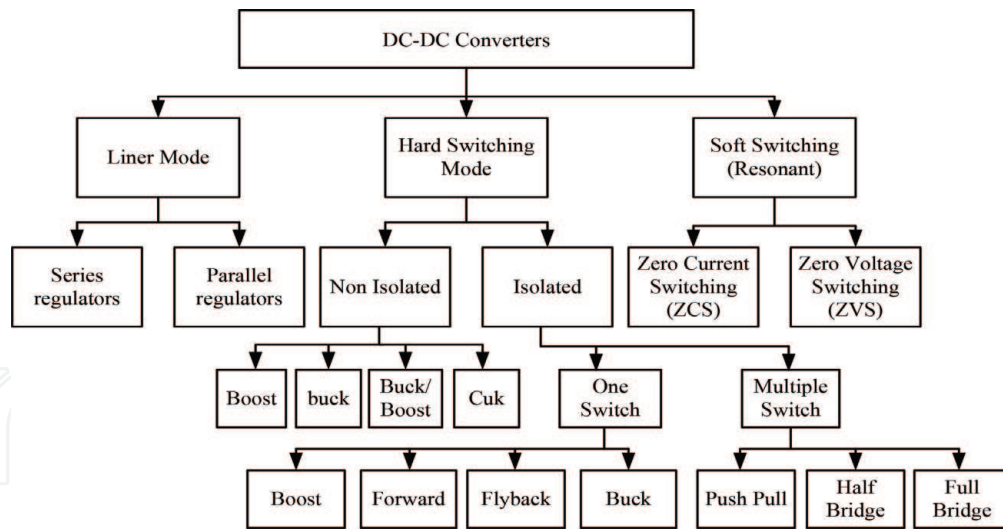 DC-DC Converters
Liner Mode
Hard Switching
Mode
Soft Switching
(Resonant)
Series
regulators
Parallel
regulators
Non Isolated
Isolated
Zero Current
Switching
(ZCS)
Zero Voltage
Switching
(ZVS)
Boost
buck
Buck/
Boost
Cuk
One
Switch
Multiple
Switch
Boost
Forward
Flyback
Buck
Push Pull
Half
Bridge
Full
Bridge